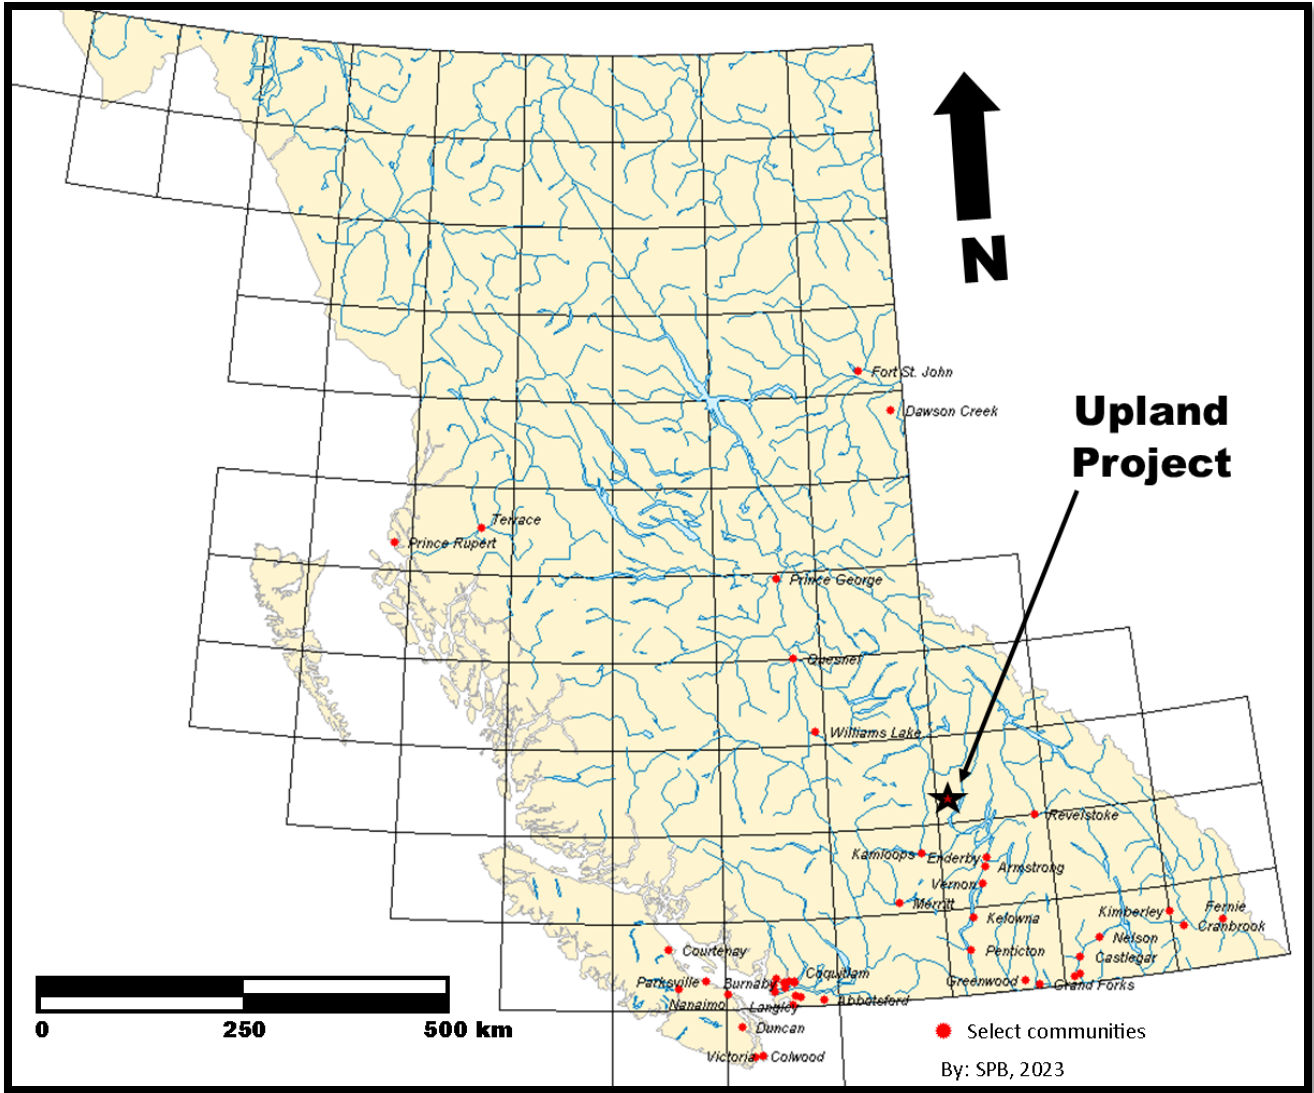 N
Fort St. John
Dawson Creek
Upland
Project
Terrace
Prince Rupert
Prince George
Quesnel
Williams Lake
Revelstoke
Kamloops
Enderby
Armstrong
Vernon
Merritt
Kelowna
Kimberley
Fernie
Cranbrook
Nelson
Penticton
Castlegar
Greenwood
Grand Forks
Courtenay
Coquitlam
Parksville
Burnaby
Nanaimo
Langley
Abbotsford
Duncan
Victoria
Colwood
0
250
500 km
Select communities
By: SPB, 2023